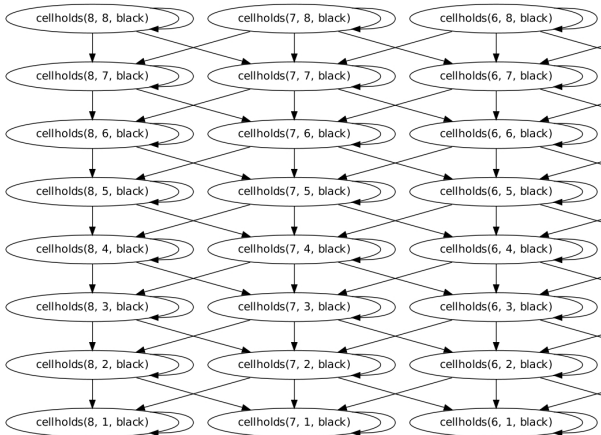 cellholds(8, 8, black) cellholds(7, 8, black) cellholds(6, 8, black)
cellholds(8, 7, black) cellholds(7, 7, black) cellholds(6, 7, black)
cellholds(8, 6, black) cellholds(7, 6, black) cellholds(6, 6, black)
cellholds(8, 5, black) cellholds(7, 5, black) cellholds(6, 5, black)
cellholds(8, 4, black) cellholds(7, 4, black) cellholds(6, 4, black)
cellholds(8, 3, black) cellholds(7, 3, black) cellholds(6, 3, black)
cellholds(8, 2, black) cellholds(7, 2, black) cellholds(6, 2, black)
cellholds(8, 1, black) cellholds(7, 1, black) cellholds(6, 1, black)